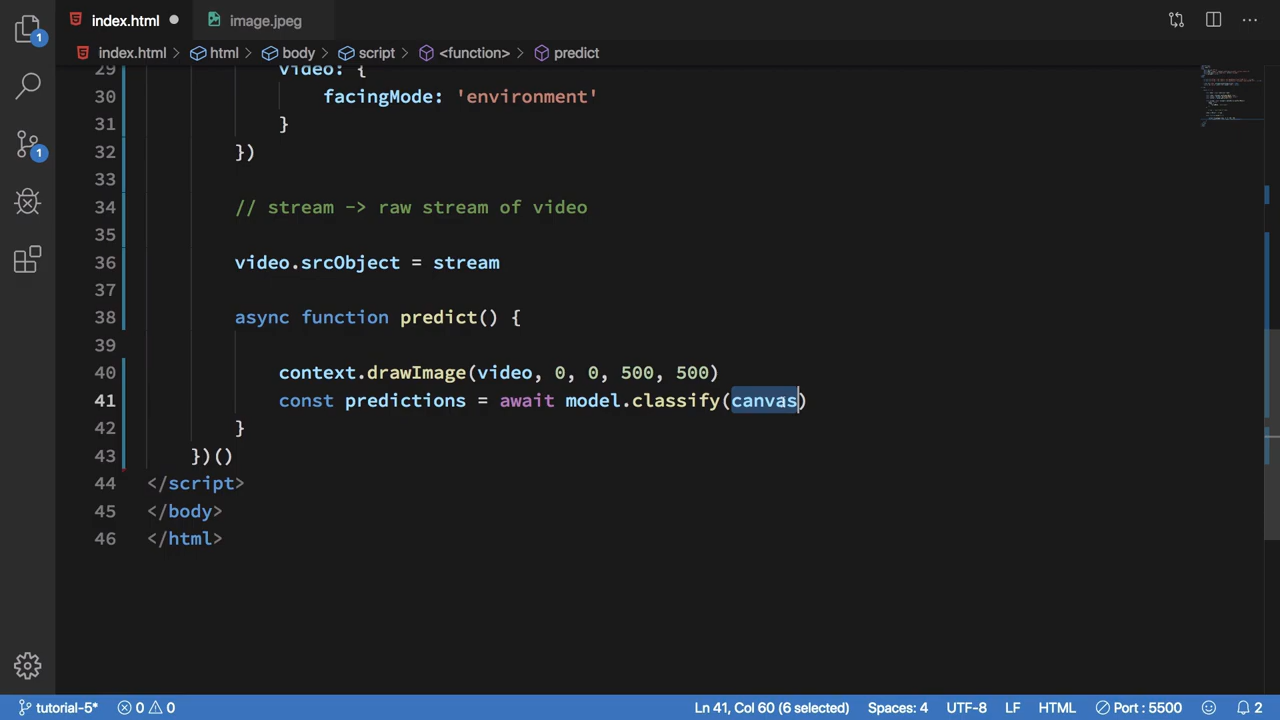 index.html
image.jpeg
index.html > html > body > script > <function> > predict
29 video: {
30 facingMode: 'environment'
31 }
32 })
33
34 // stream -> raw stream of video
35
36 video.srcObject = stream
37
38 async function predict() {
39
40 context.drawImage(video, 0, 0, 500, 500)
41 const predictions = await model.classify(canvas)
42 }
43 })()
44 </script>
45 </body>
46 </html>
1
1
tutorial-5* 0 0 Ln 41, Col 60 (6 selected) Spaces: 4 UTF-8 LF HTML Port : 5500 2